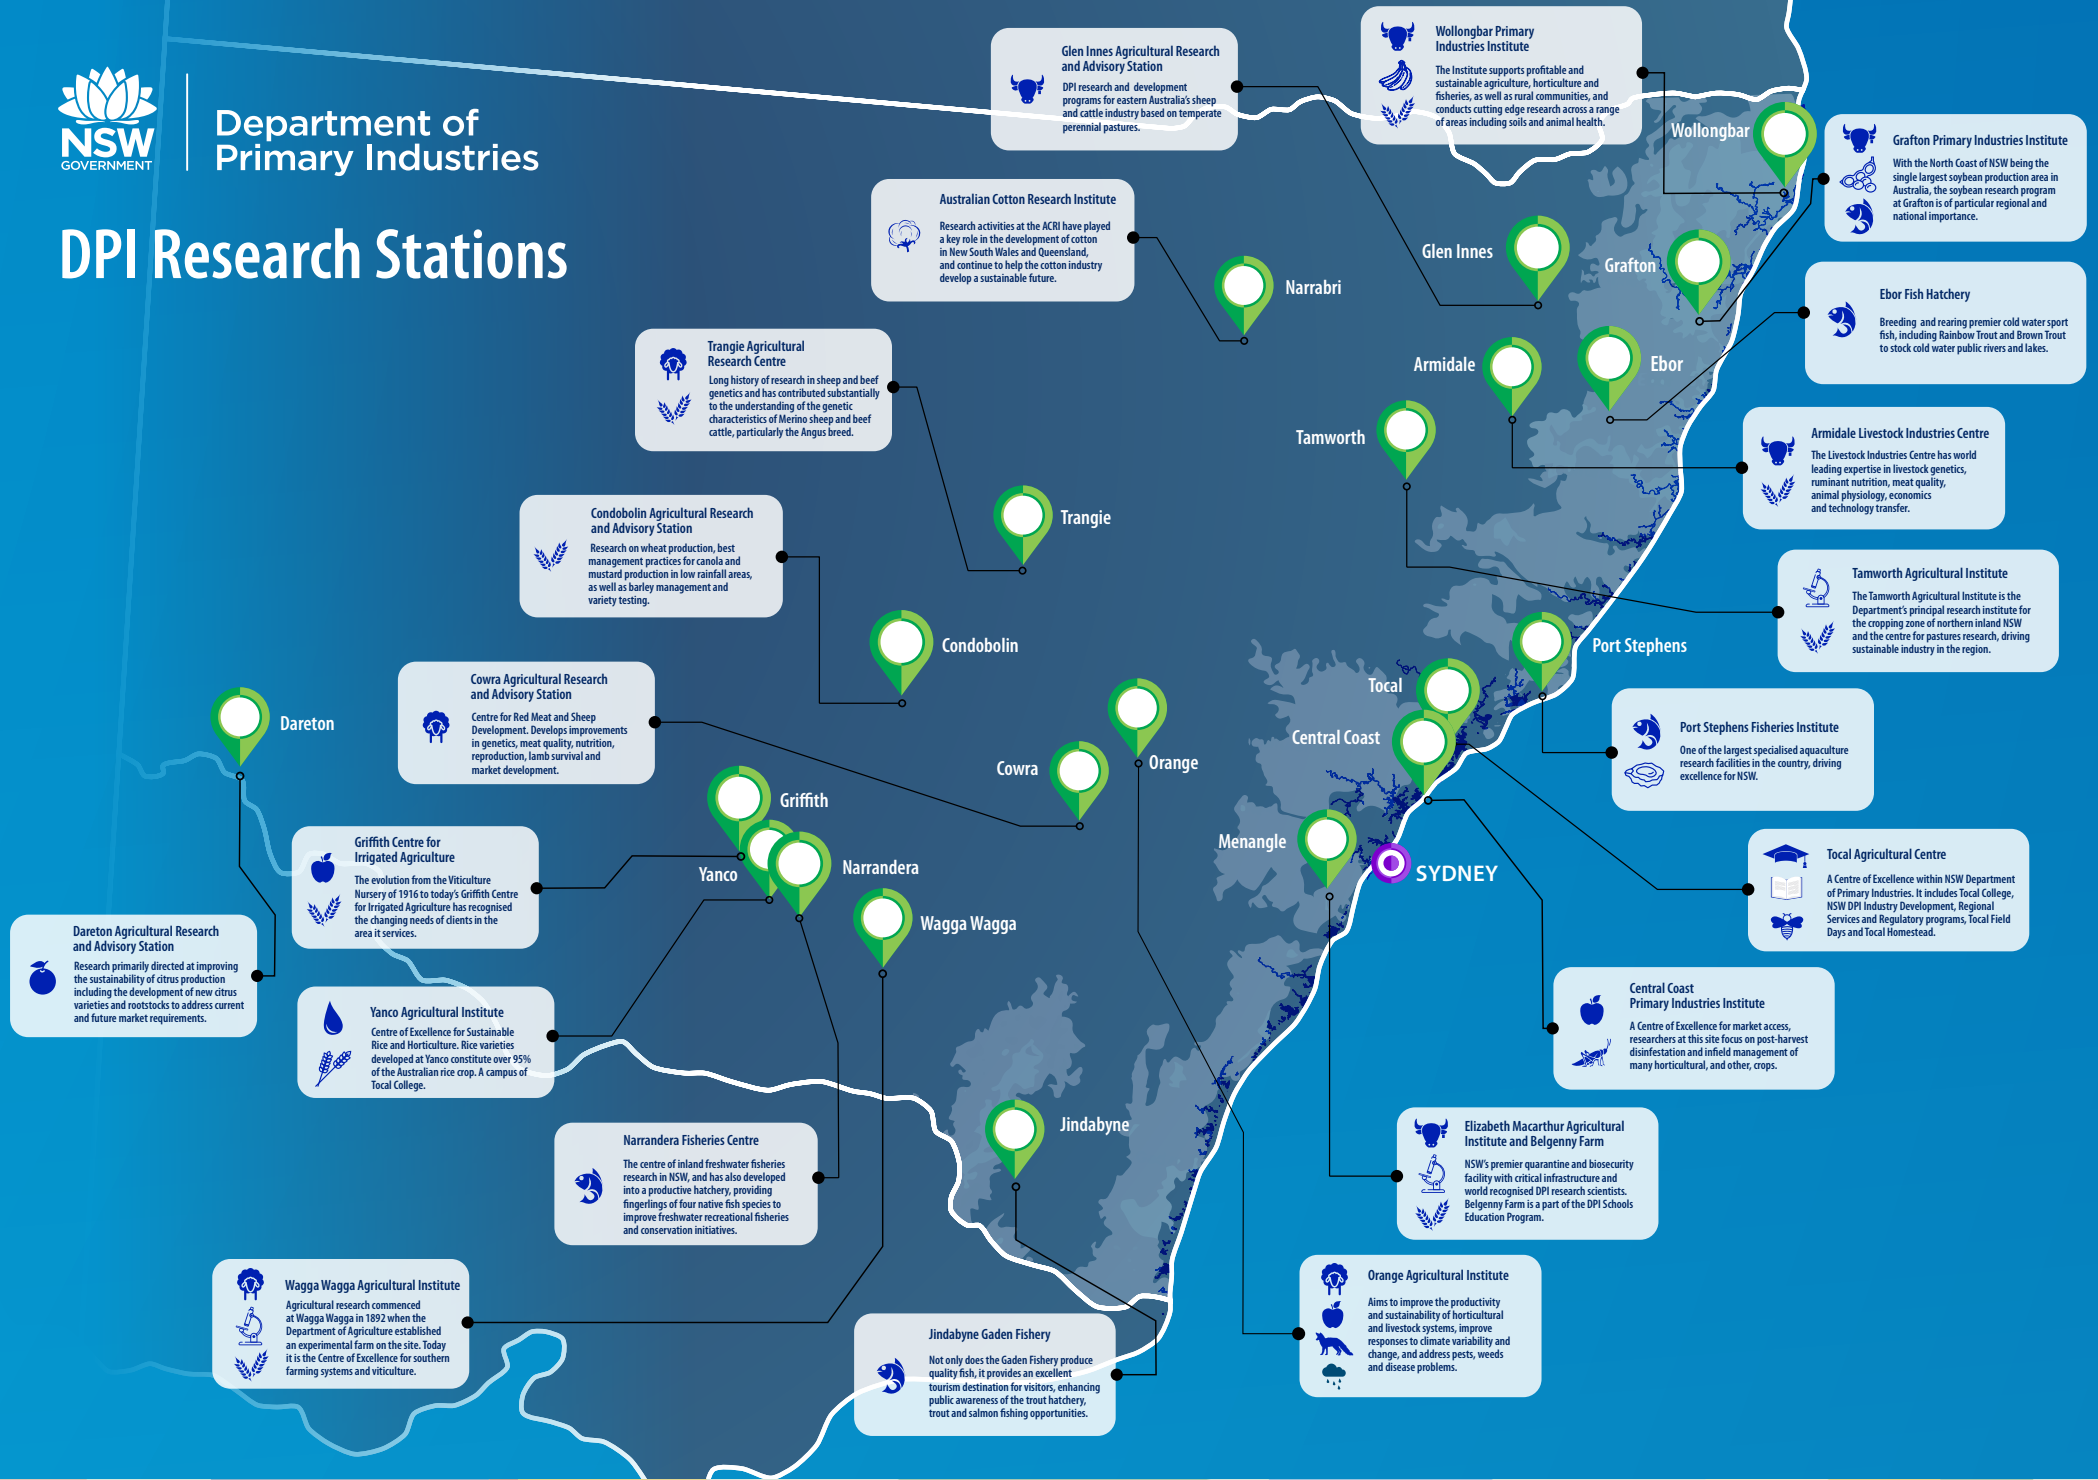 NSW
GOVERNMENT
Department of
Primary Industries
DPI Research Stations
Glen Innes Agricultural Research
and Advisory Station
DPI research and development
programs for eastern Australia's sheep
and cattle industry based on temperate
perennial pastures.
Wollongbar Primary
Industries Institute
The Institute supports profitable and
sustainable agriculture, horticulture and
fisheries, as well as rural communities, and
conducts cutting edge research across a range
of areas including soils and animal health.
Wollongbar
Grafton Primary Industries Institute
With the North Coast of NSW being the
single largest soybean production area in
Australia, the soybean research program
at Grafton is of particular regional and
national importance.
Australian Cotton Research Institute
Research activities at the ACRI have played
a key role in the development of cotton
in New South Wales and Queensland,
and continue to help the cotton industry
develop a sustainable future.
Narrabri
Glen Innes
Grafton
Ebor Fish Hatchery
Breeding and rearing premier cold water sport
fish, including Rainbow Trout and Brown Trout
to stock cold water public rivers and lakes.
Trangie Agricultural
Research Centre
Long history of research in sheep and beef
genetics and has contributed substantially
to the understanding of the genetic
characteristics of Merino sheep and beef
cattle, particularly the Angus breed.
Armidale
Ebor
Tamworth
Armidale Livestock Industries Centre
The Livestock Industries Centre has world
leading expertise in livestock genetics,
ruminant nutrition, meat quality,
animal physiology, economics
and technology transfer.
Condobolin Agricultural Research
and Advisory Station
Research on wheat production, best
management practices for canola and
mustard production in low rainfall areas,
as well as barley management and
variety testing.
Trangie
Tamworth Agricultural Institute
The Tamworth Agricultural Institute is the
Department's principal research institute for
the cropping zone of northern inland NSW
and the centre for pastures research, driving
sustainable industry in the region.
Condobolin
Port Stephens
Cowra Agricultural Research
and Advisory Station
Centre for Red Meat and Sheep
Development. Develops improvements
in genetics, meat quality, nutrition,
reproduction, lamb survival and
market development.
Tocal
Dareton
Central Coast
Port Stephens Fisheries Institute
One of the largest specialised aquaculture
research facilities in the country, driving
excellence for NSW.
Cowra
Orange
Griffith
Menangle
Griffith Centre for
Irrigated Agriculture
The evolution from the Viticulture
Nursery of 1916 to today's Griffith Centre
for Irrigated Agriculture has recognised
the changing needs of clients in the
area it services.
Yanco
Narrandera
SYDNEY
Tocal Agricultural Centre
A Centre of Excellence within NSW Department
of Primary Industries. It includes Tocal College,
NSW DPI Industry Development, Regional
Services and Regulatory programs, Tocal Field
Days and Tocal Homestead.
Wagga Wagga
Dareton Agricultural Research
and Advisory Station
Research primarily directed at improving
the sustainability of citrus production
including the development of new citrus
varieties and rootstocks to address current
and future market requirements.
Central Coast
Primary Industries Institute
A Centre of Excellence for market access,
researchers at this site focus on post-harvest
disinfestation and infield management of
many horticultural, and other, crops.
Yanco Agricultural Institute
Centre of Excellence for Sustainable
Rice and Horticulture. Rice varieties
developed at Yanco constitute over 95%
of the Australian rice crop. A campus of
Tocal College.
Jindabyne
Narrandera Fisheries Centre
The centre of inland freshwater fisheries
research in NSW, and has also developed
into a productive hatchery, providing
fingerlings of four native fish species to
improve freshwater recreational fisheries
and conservation initiatives.
Elizabeth Macarthur Agricultural
Institute and Belgenny Farm
NSW's premier quarantine and biosecurity
facility with critical infrastructure and
world recognised DPI research scientists.
Belgenny Farm is a part of the DPI Schools
Education Program.
Wagga Wagga Agricultural Institute
Agricultural research commenced
at Wagga Wagga in 1892 when the
Department of Agriculture established
an experimental farm on the site. Today
it is the Centre of Excellence for southern
farming systems and viticulture.
Orange Agricultural Institute
Aims to improve the productivity
and sustainability of horticultural
and livestock systems, improve
responses to climate variability and
change, and address pests, weeds
and disease problems.
Jindabyne Gaden Fishery
Not only does the Gaden Fishery produce
quality fish, it provides an excellent
tourism destination for visitors, enhancing
public awareness of the trout hatchery,
trout and salmon fishing opportunities.